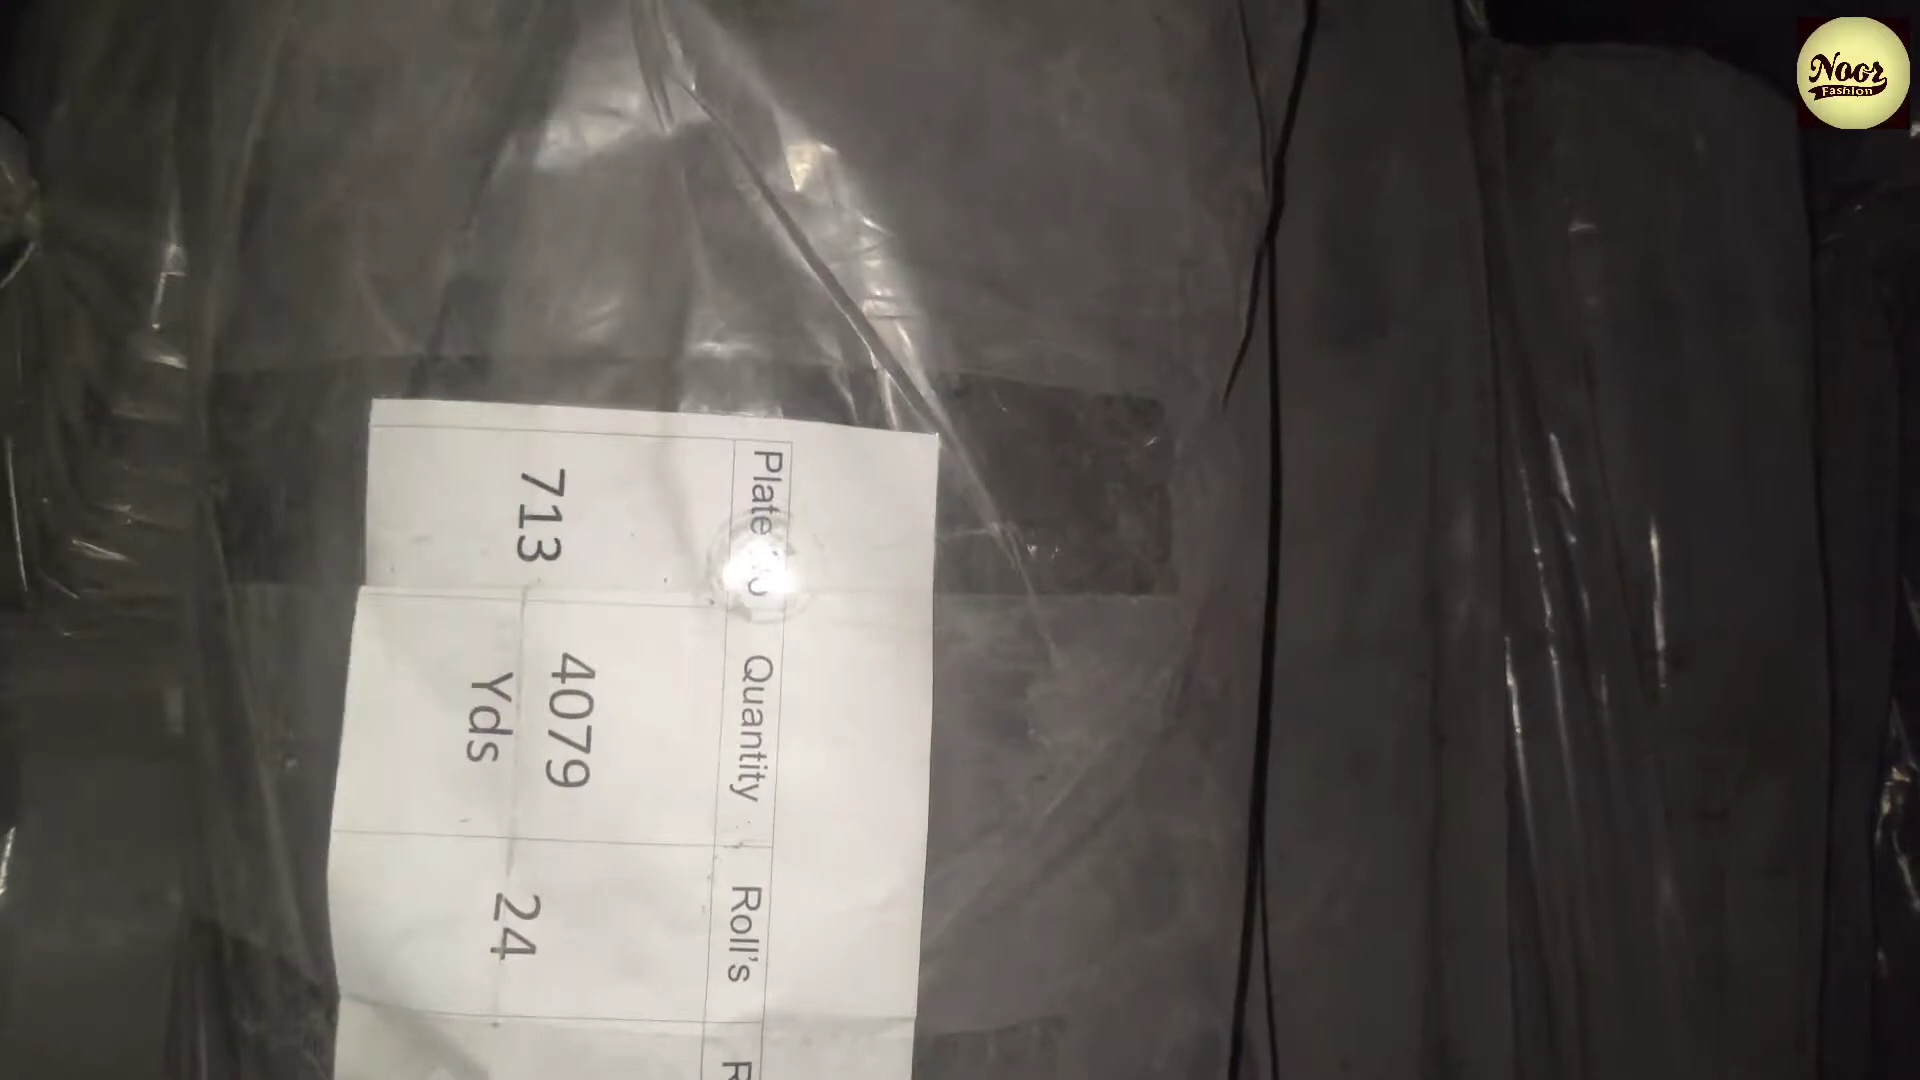 Noor
Fashion
Plate
Quantity
Roll's
713
4079
Yds
24